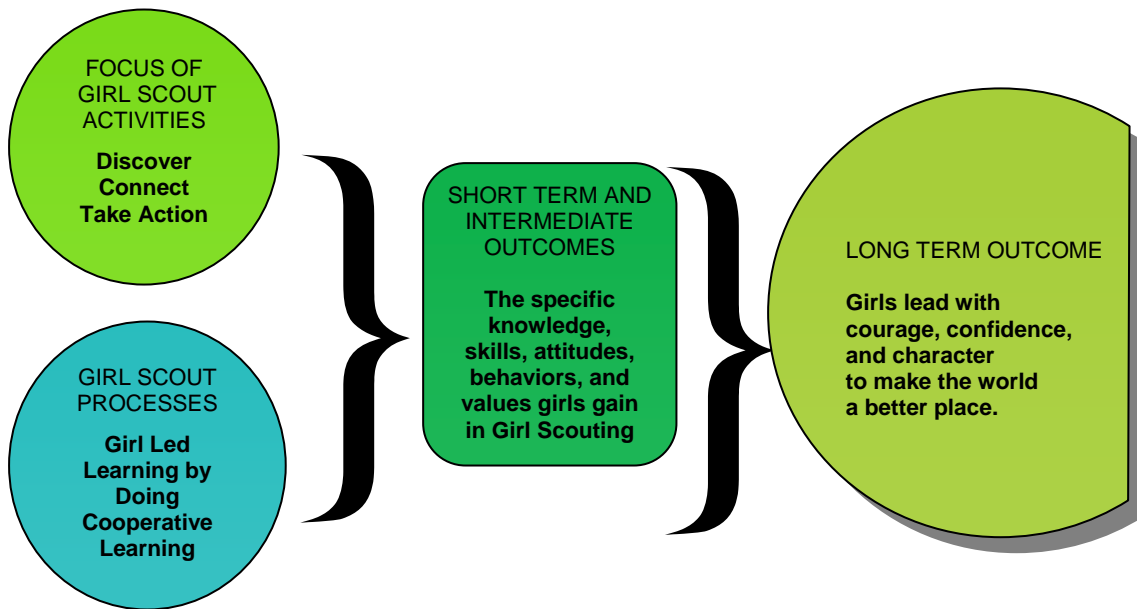 FOCUS OF
GIRL SCOUT
ACTIVITIES
Discover
Connect
Take Action
GIRL SCOUT
PROCESSES
Girl Led
Learning by
Doing
Cooperative
Learning
SHORT TERM AND
INTERMEDIATE
OUTCOMES
The specific
knowledge,
skills, attitudes,
behaviors, and
values girls gain
in Girl Scouting
LONG TERM OUTCOME
Girls lead with
courage, confidence,
and character
to make the world
a better place.